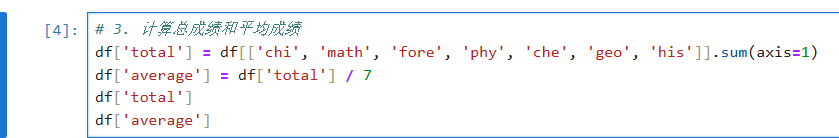 [4]: # 3. 计算总成绩和平均成绩
df['total'] = df[['chi', 'math', 'fore', 'phy', 'che', 'geo', 'his']].sum(axis=1)
df['average'] = df['total'] / 7
df['total']
df['average']